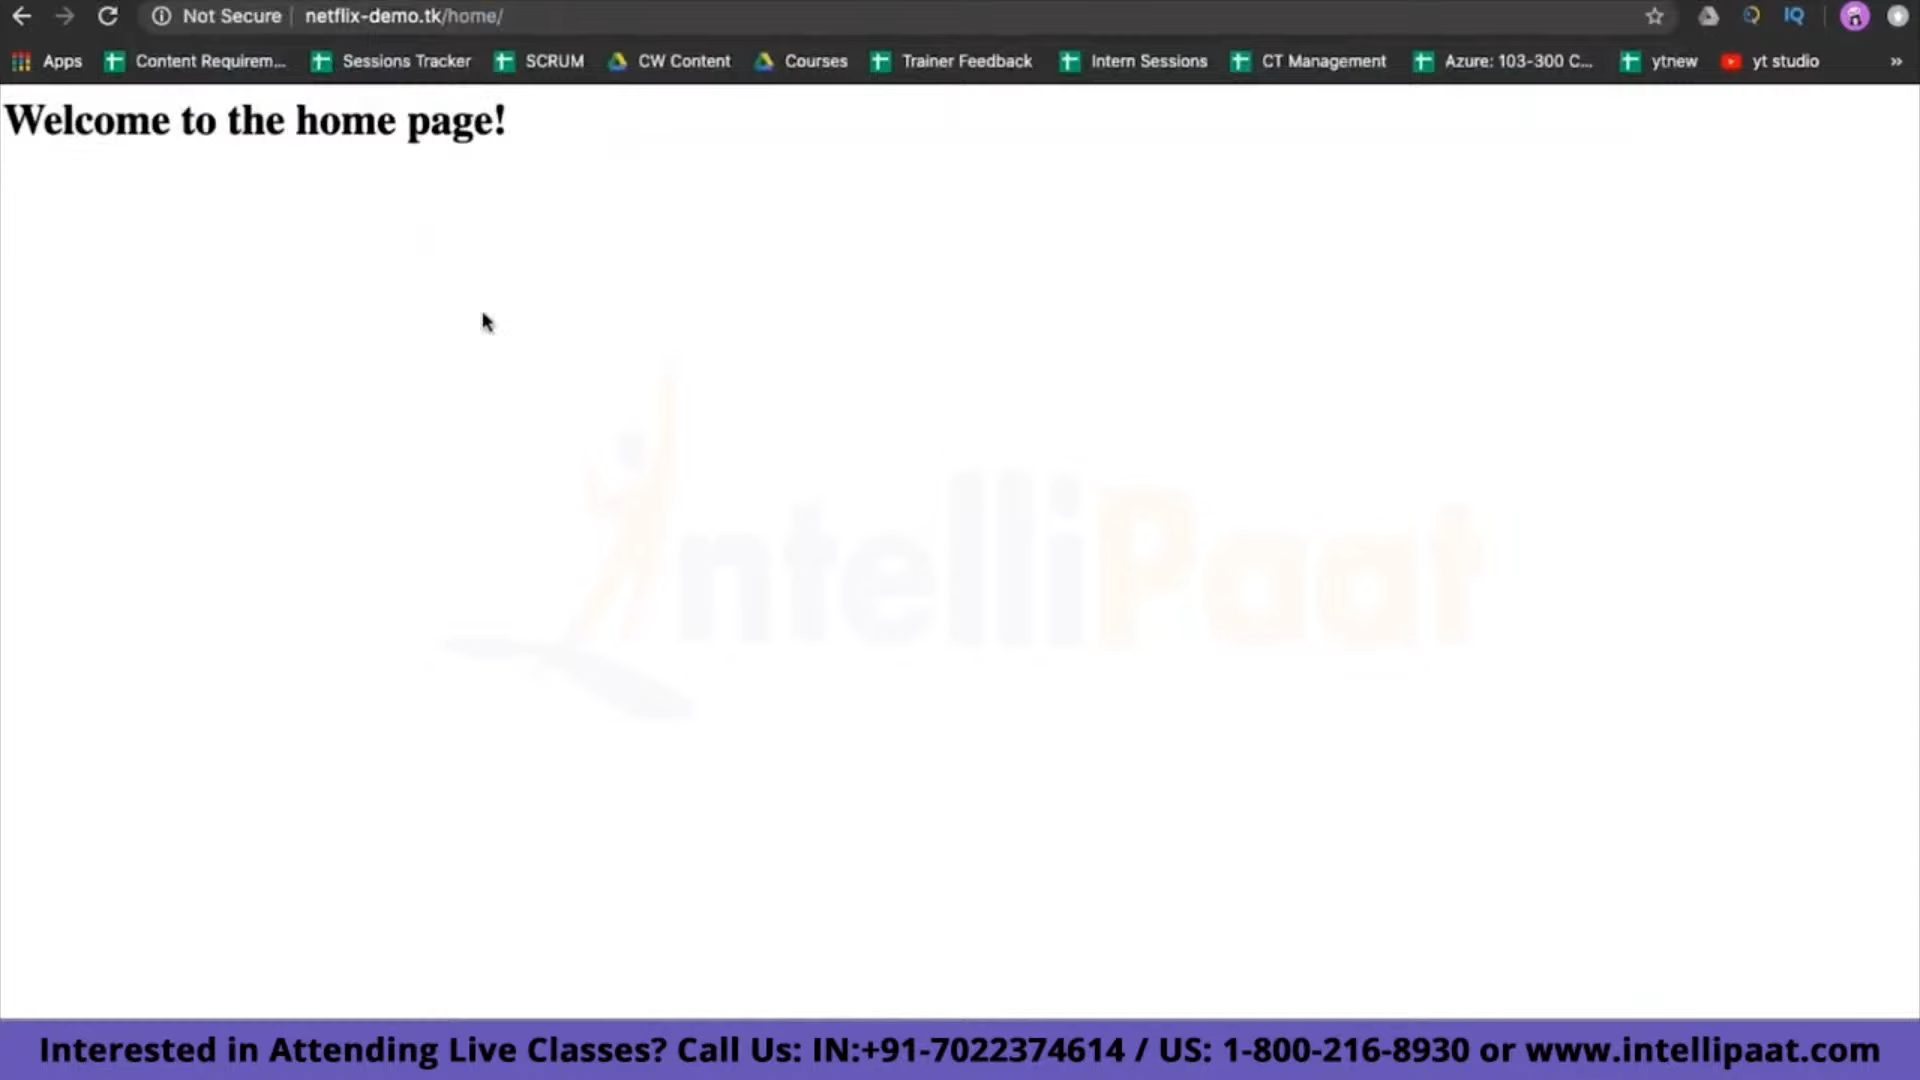 Not Secure | netflix-demo.tk/home/
IQ
Apps Content Requirem... Sessions Tracker SCRUM CW Content Courses Trainer Feedback Intern Sessions CT Management Azure: 103-300 C... ytnew yt studio »
Welcome to the home page!
IntelliPaat
Interested in Attending Live Classes? Call Us: IN:+91-7022374614 / US: 1-800-216-8930 or www.intellipaat.com